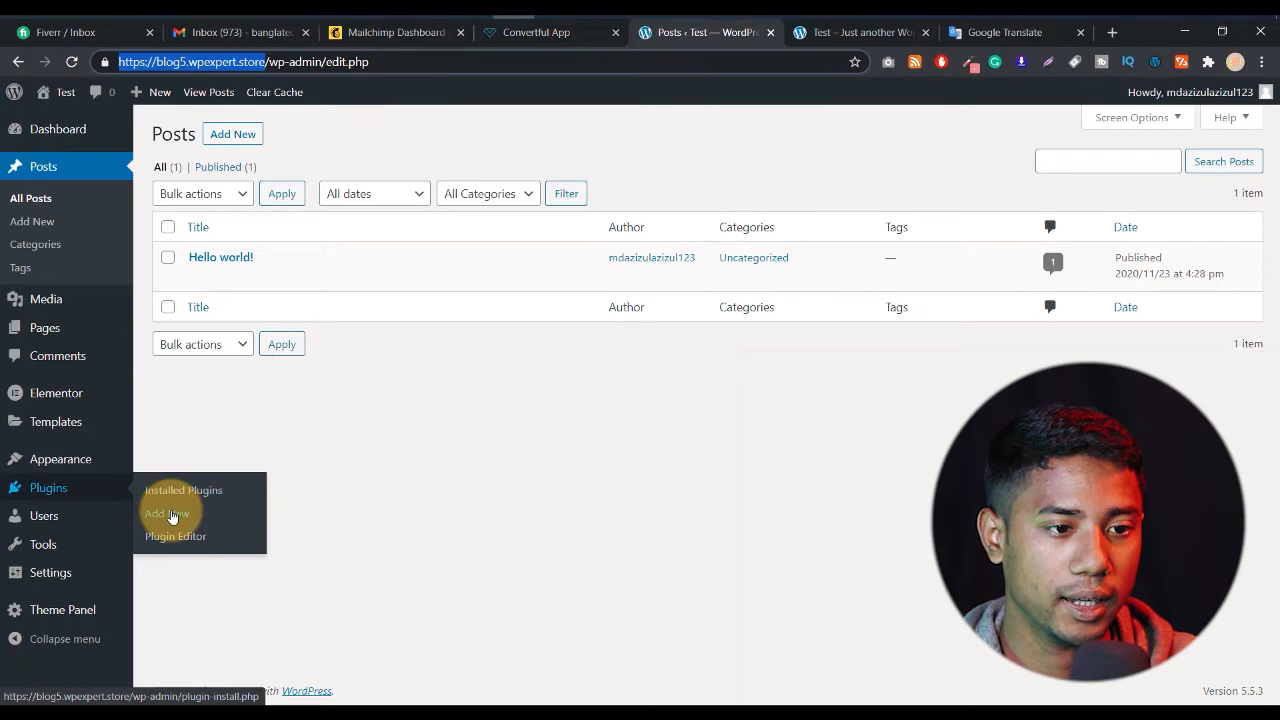 Fiverr / Inbox
Inbox (973) - banglatec
Mailchimp Dashboard
Convertful App
Posts ‹ Test — WordPr
Test – Just another Wo
Google Translate
https://blog5.wpexpert.store/wp-admin/edit.php
Test
0
New
View Posts
Clear Cache
Howdy, mdazizulazizul123
Dashboard
Posts
All Posts
Add New
Categories
Tags
Media
Pages
Comments
Elementor
Templates
Appearance
Plugins
Users
Tools
Settings
Theme Panel
Collapse menu
Installed Plugins
Add New
Plugin Editor
Posts
Add New
Screen Options
Help
All (1) | Published (1)
Search Posts
Bulk actions
Apply
All dates
All Categories
Filter
1 item
Title
Author
Categories
Tags
Date
Hello world!
mdazizulazizul123
Uncategorized
—
1
Published
2020/11/23 at 4:28 pm
Title
Author
Categories
Tags
Date
Bulk actions
Apply
1 item
with WordPress.
Version 5.5.3
https://blog5.wpexpert.store/wp-admin/plugin-install.php